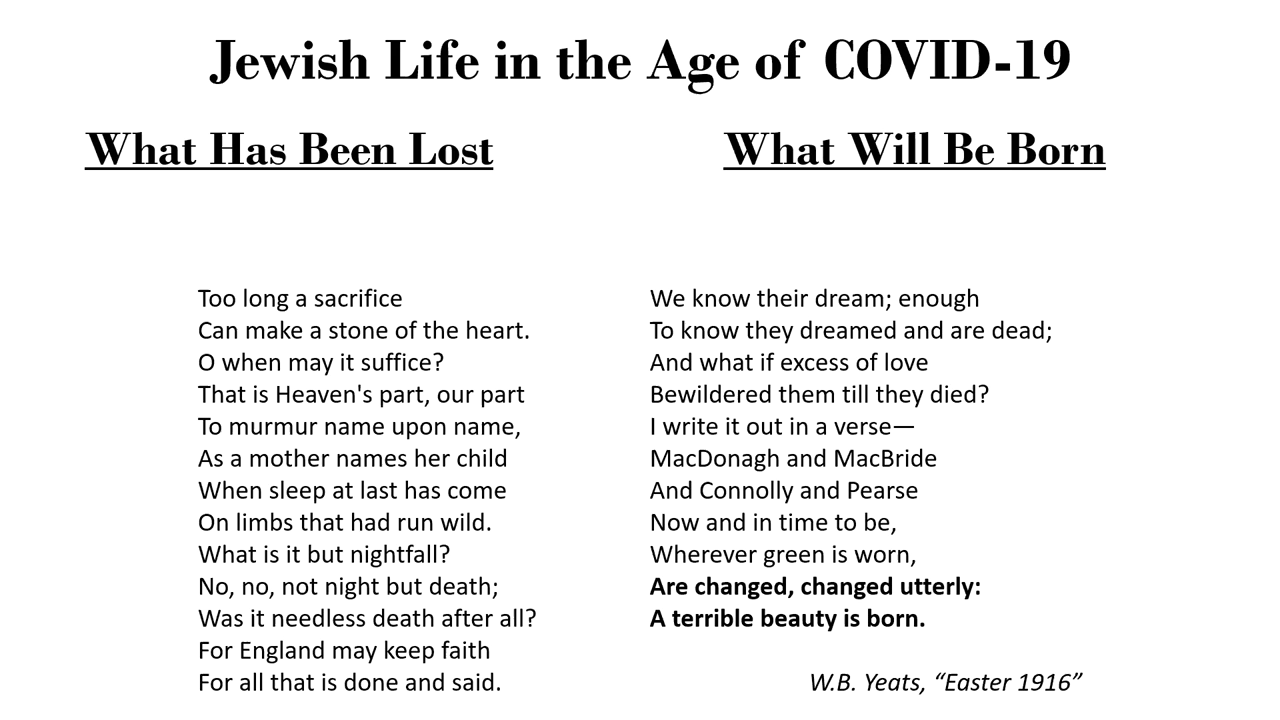 Jewish Life in the Age of COVID-19
What Has Been Lost
What Will Be Born
Too long a sacrifice
Can make a stone of the heart.
O when may it suffice?
That is Heaven's part, our part
To murmur name upon name,
As a mother names her child
When sleep at last has come
On limbs that had run wild.
What is it but nightfall?
No, no, not night but death;
Was it needless death after all?
For England may keep faith
For all that is done and said.
We know their dream; enough
To know they dreamed and are dead;
And what if excess of love
Bewildered them till they died?
I write it out in a verse—
MacDonagh and MacBride
And Connolly and Pearse
Now and in time to be,
Wherever green is worn,
Are changed, changed utterly:
A terrible beauty is born.
W.B. Yeats, “Easter 1916”